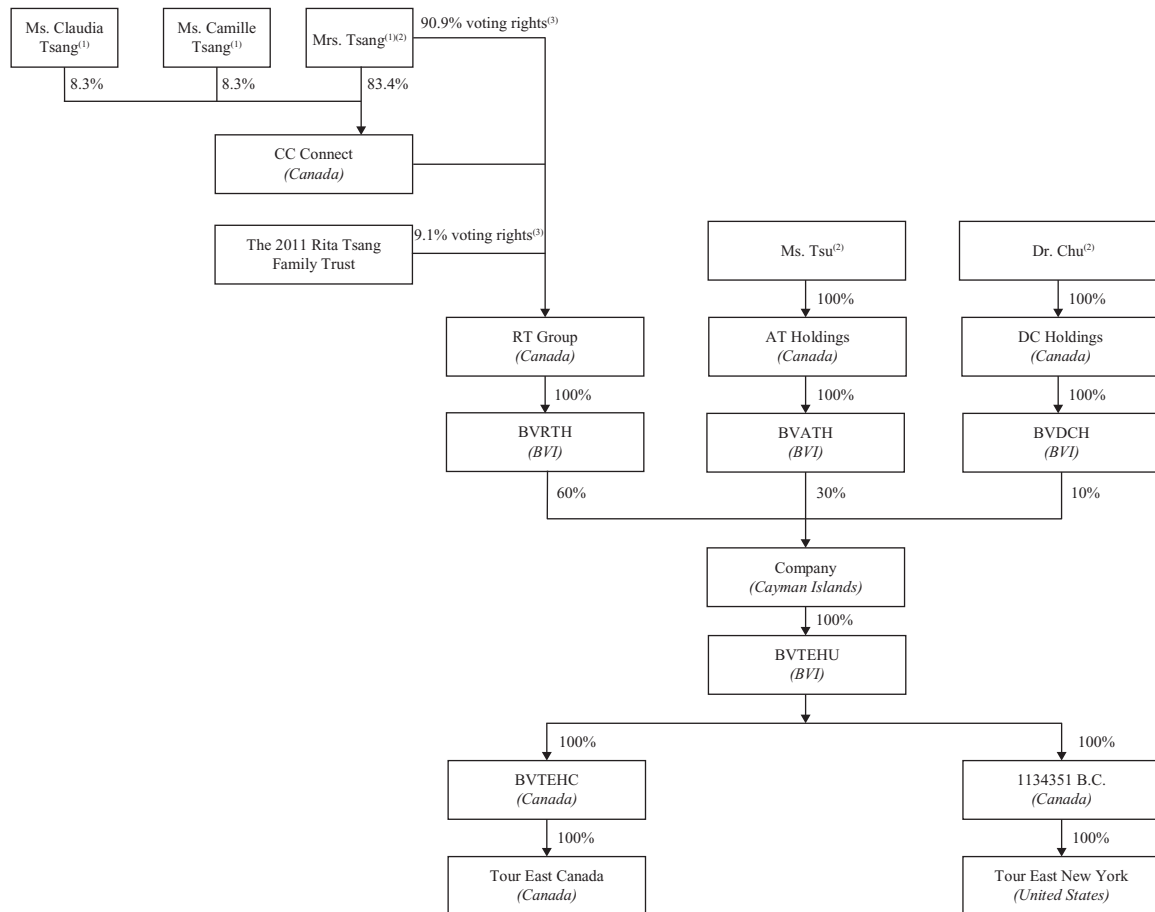 Ms. Claudia
Tsang(1)
Ms. Camille
Tsang(1)
Mrs. Tsang(1)(2)
90.9% voting rights(3)
8.3%
8.3%
83.4%
CC Connect
(Canada)
The 2011 Rita Tsang
Family Trust
9.1% voting rights(3)
Ms. Tsu(2)
Dr. Chu(2)
100%
100%
RT Group
(Canada)
AT Holdings
(Canada)
DC Holdings
(Canada)
100%
100%
100%
BVRTH
(BVI)
BVATH
(BVI)
BVDCH
(BVI)
60%
30%
10%
Company
(Cayman Islands)
100%
BVTEHU
(BVI)
100%
100%
BVTEHC
(Canada)
1134351 B.C.
(Canada)
100%
100%
Tour East Canada
(Canada)
Tour East New York
(United States)